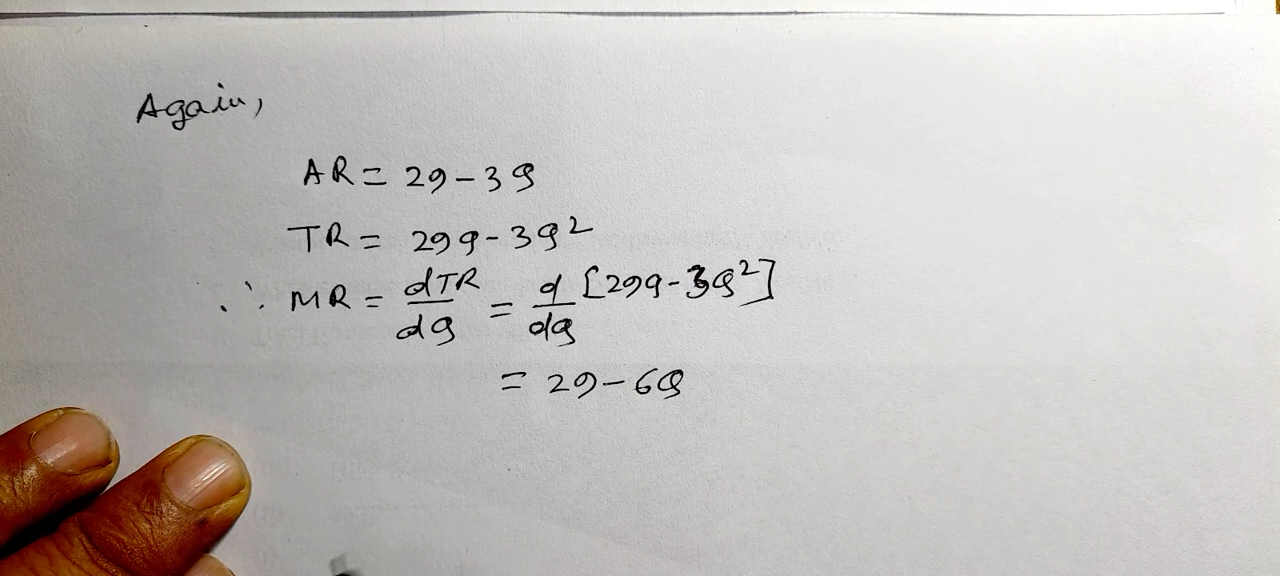 Again,
AR = 29 - 3Q
TR = 29Q - 3Q²
∴ MR = dTR/dQ = d/dQ [29Q - 3Q²]
= 29 - 6Q